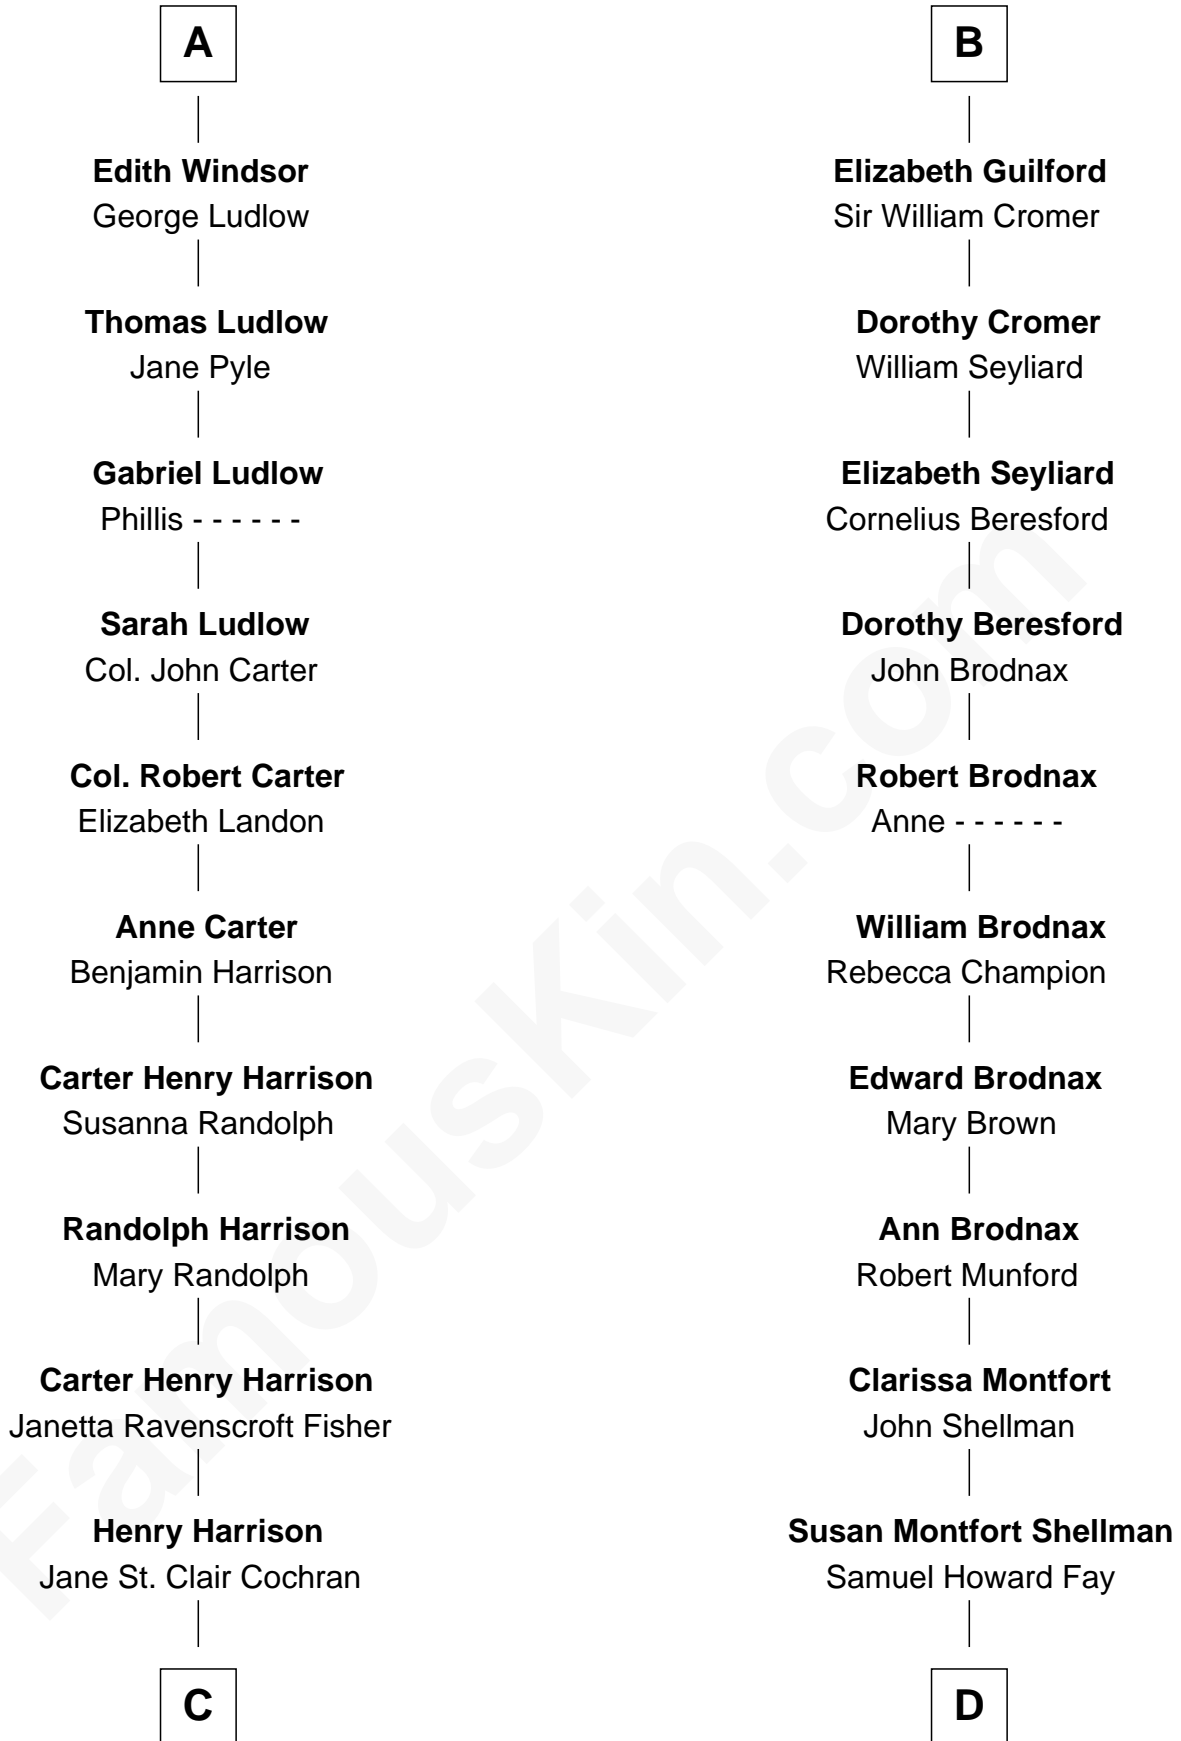 A
Edith Windsor
George Ludlow
Thomas Ludlow
Jane Pyle
Gabriel Ludlow
Phillis - - - - - -
Sarah Ludlow
Col. John Carter
Col. Robert Carter
Elizabeth Landon
Anne Carter
Benjamin Harrison
Carter Henry Harrison
Susanna Randolph
Randolph Harrison
Mary Randolph
Carter Henry Harrison
Janetta Ravenscroft Fisher
Henry Harrison
Jane St. Clair Cochran
C
B
Elizabeth Guilford
Sir William Cromer
Dorothy Cromer
William Seyliard
Elizabeth Seyliard
Cornelius Beresford
Dorothy Beresford
John Brodnax
Robert Brodnax
Anne - - - - - -
William Brodnax
Rebecca Champion
Edward Brodnax
Mary Brown
Ann Brodnax
Robert Munford
Clarissa Montfort
John Shellman
Susan Montfort Shellman
Samuel Howard Fay
D
FamousKin.com